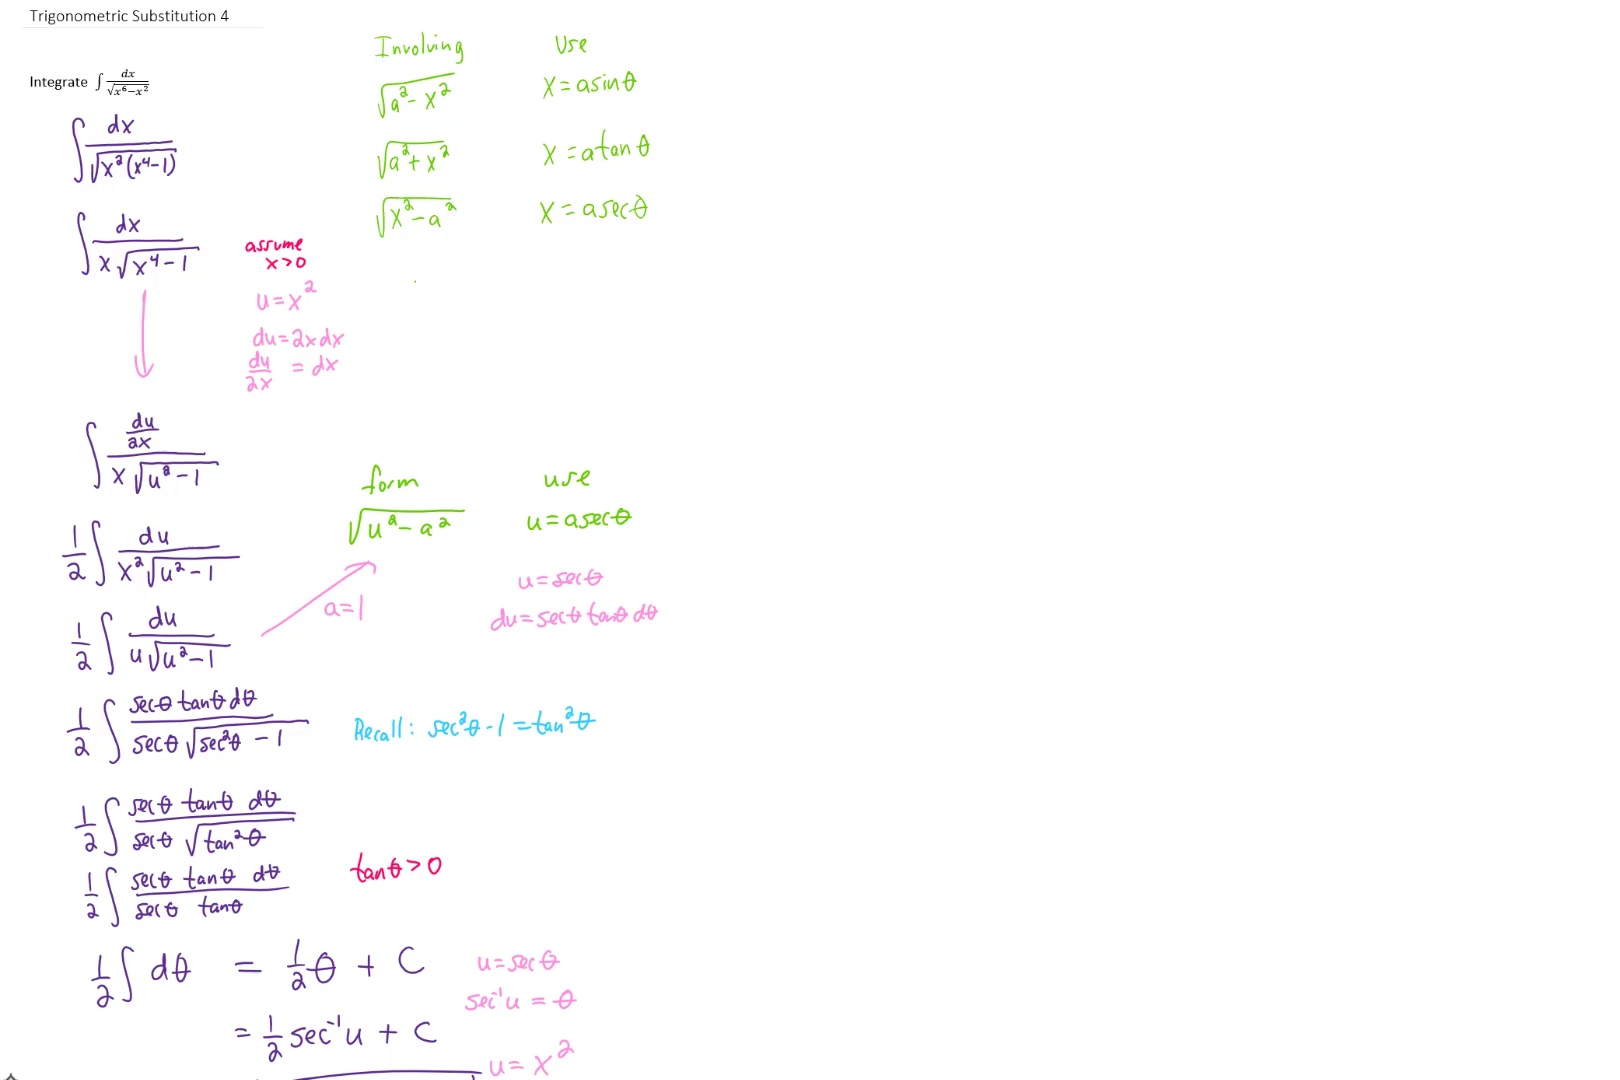 Trigonometric Substitution 4
Involving Use
√(a² - x²) x = a sin θ
√(a² + x²) x = a tan θ
√(x² - a²) x = a sec θ
Integrate ∫ dx/√(x⁶-x²)
∫ dx/√(x²(x⁴-1))
∫ dx/(x√(x⁴-1))
assume
x > 0
u = x²
du = 2x dx
du/2x = dx
∫ (du/2x)/(x√(u²-1))
form use
√(u² - a²) u = a sec θ
1/2 ∫ du/(x²√(u²-1))
u = sec θ
a = 1
du = sec θ tan θ dθ
1/2 ∫ du/(u√(u²-1))
1/2 ∫ sec θ tan θ dθ/(sec θ √(sec²θ - 1))
Recall: sec²θ - 1 = tan²θ
1/2 ∫ sec θ tan θ dθ/(sec θ √(tan²θ))
1/2 ∫ sec θ tan θ dθ/(sec θ tan θ)
tan θ > 0
1/2 ∫ dθ = 1/2 θ + C
u = sec θ
sec⁻¹u = θ
= 1/2 sec⁻¹u + C
u = x²